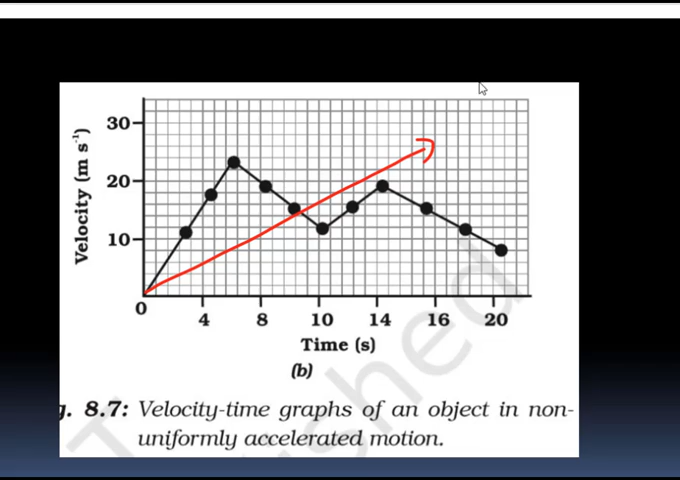 30
20
10
Velocity (m s⁻¹)
0 4 8 10 14 16 20
Time (s)
(b)
8.7: Velocity-time graphs of an object in non-
uniformly accelerated motion.